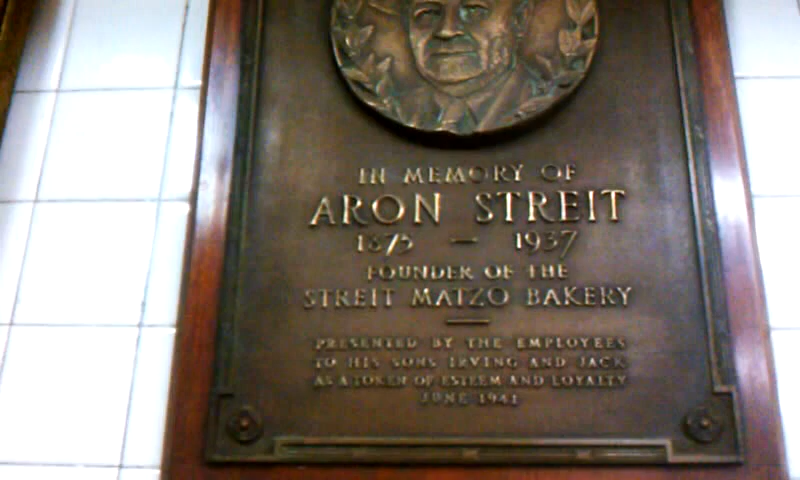 IN MEMORY OF
ARON STREIT
1875 — 1937
FOUNDER OF THE
STREIT MATZO BAKERY
PRESENTED BY THE EMPLOYEES
TO HIS SONS IRVING AND JACK
AS A TOKEN OF ESTEEM AND LOYALTY
JUNE 1941